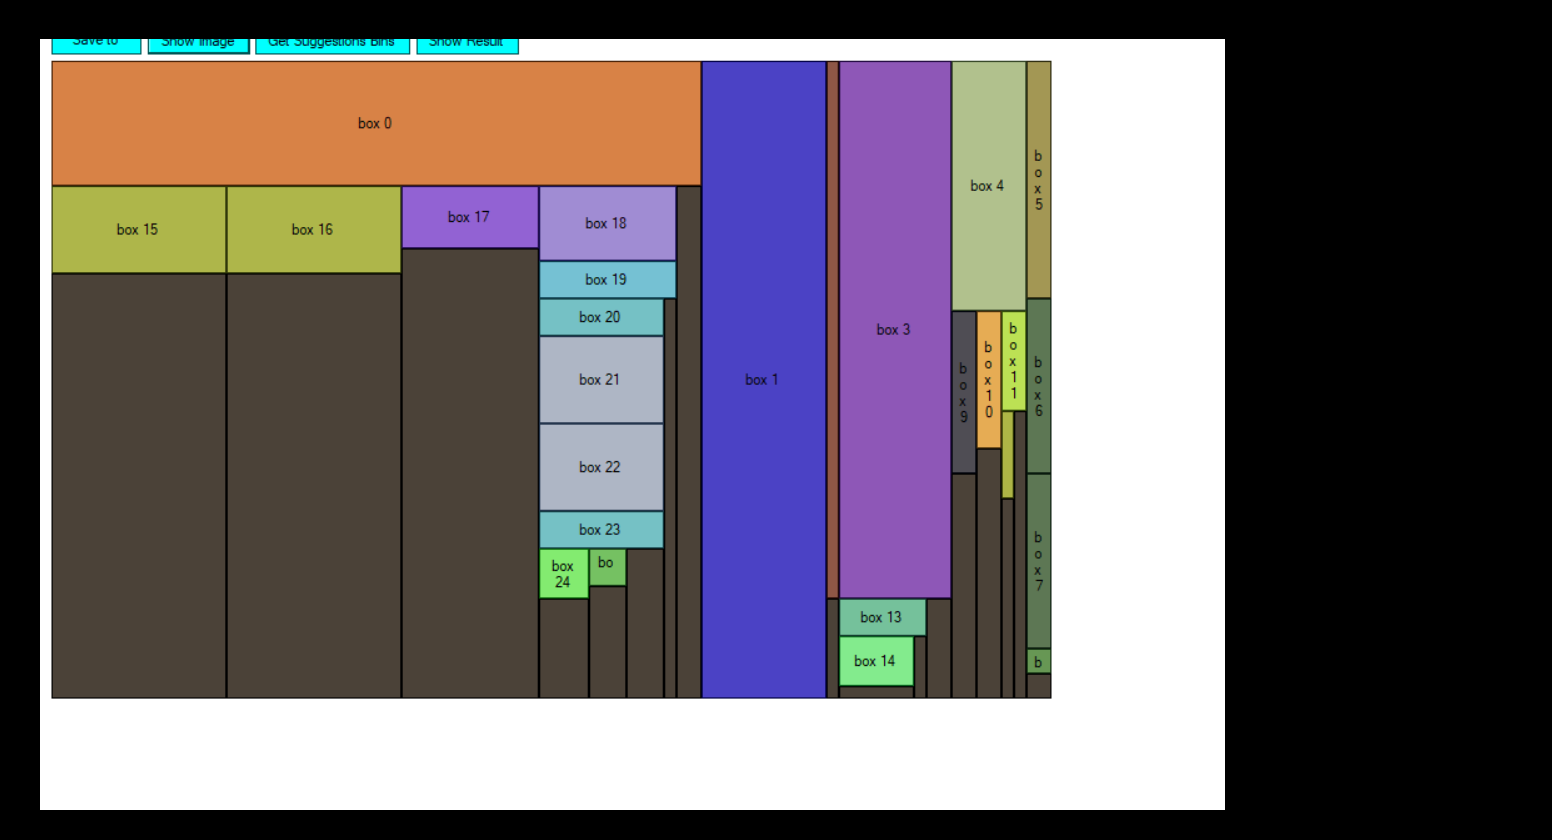 Save to
Show Image
Get Suggestions Bins
Show Result
box 0
box 1
box 3
box 4
box 5
box 15
box 16
box 17
box 18
box 19
box 20
box 21
box 22
box 23
box
24
bo
box 6
box 7
b
box 9
box 10
box 11
box 13
box 14